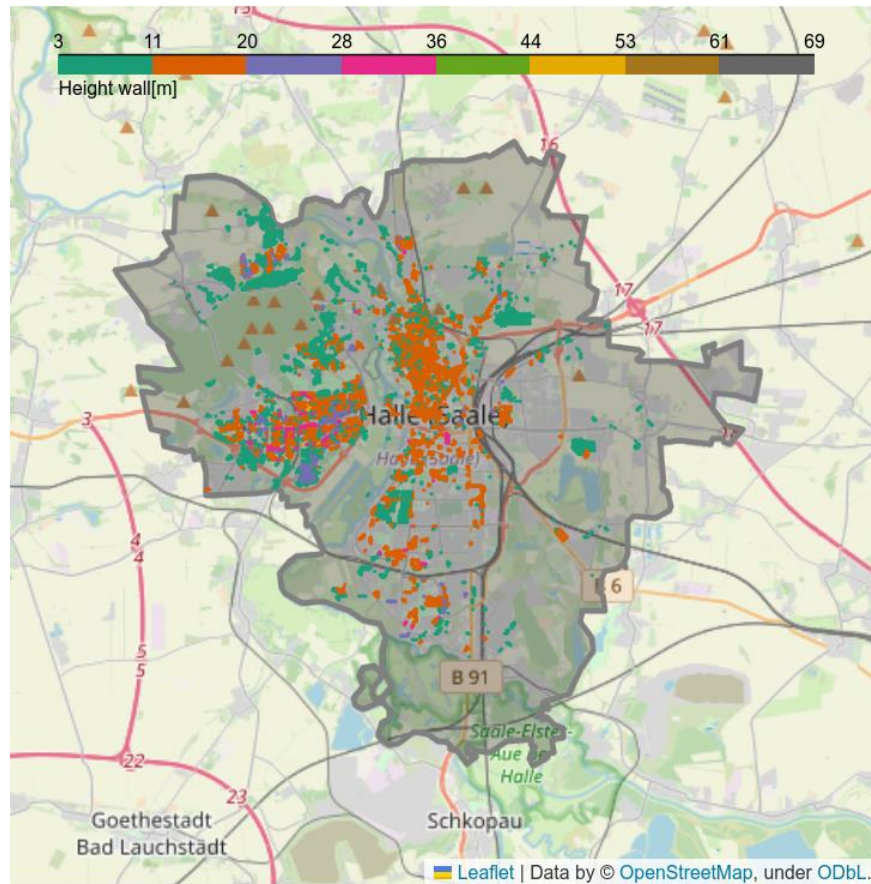 15
3 11 20 28 36 44 53 61 69
Height wall[m]
16
17
17
3
Halle (Saale)
Halle (Saale)
4
4
6
5
5
B 91
Saale-Elster-
Aue
Halle
22
23
Goethestadt
Bad Lauchstädt
Schkopau
Leaflet | Data by © OpenStreetMap, under ODbL.